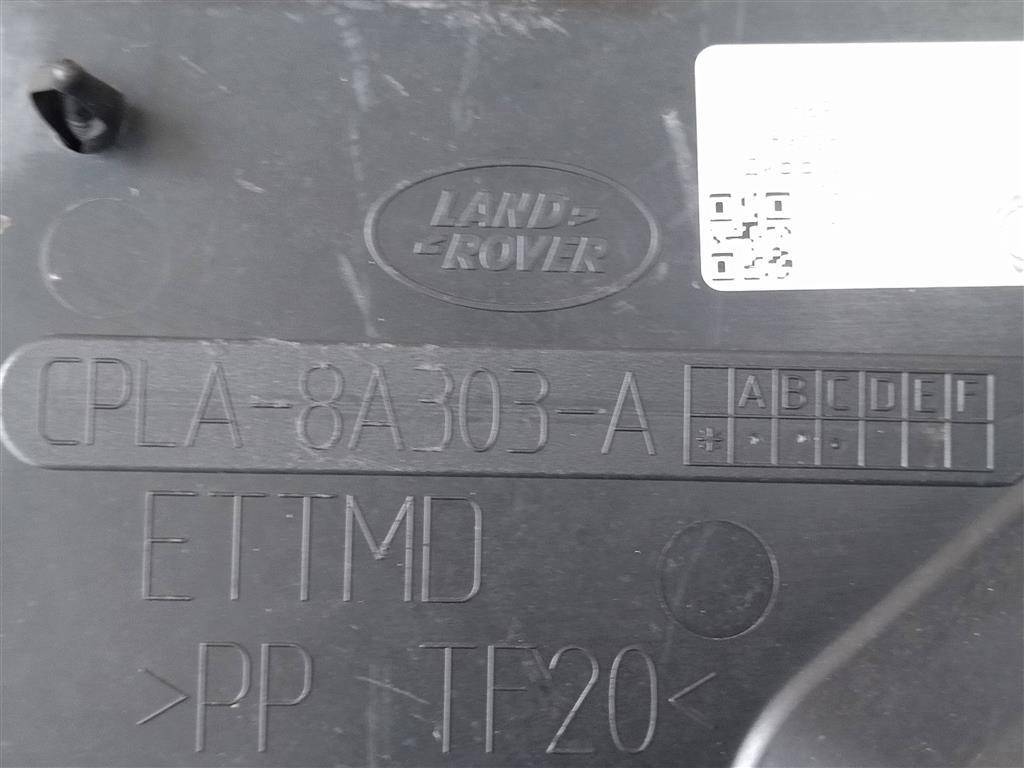 LAND
ROVER
CPLA-8A303-A
A B C D E F
ETTMD
>PP TF20<